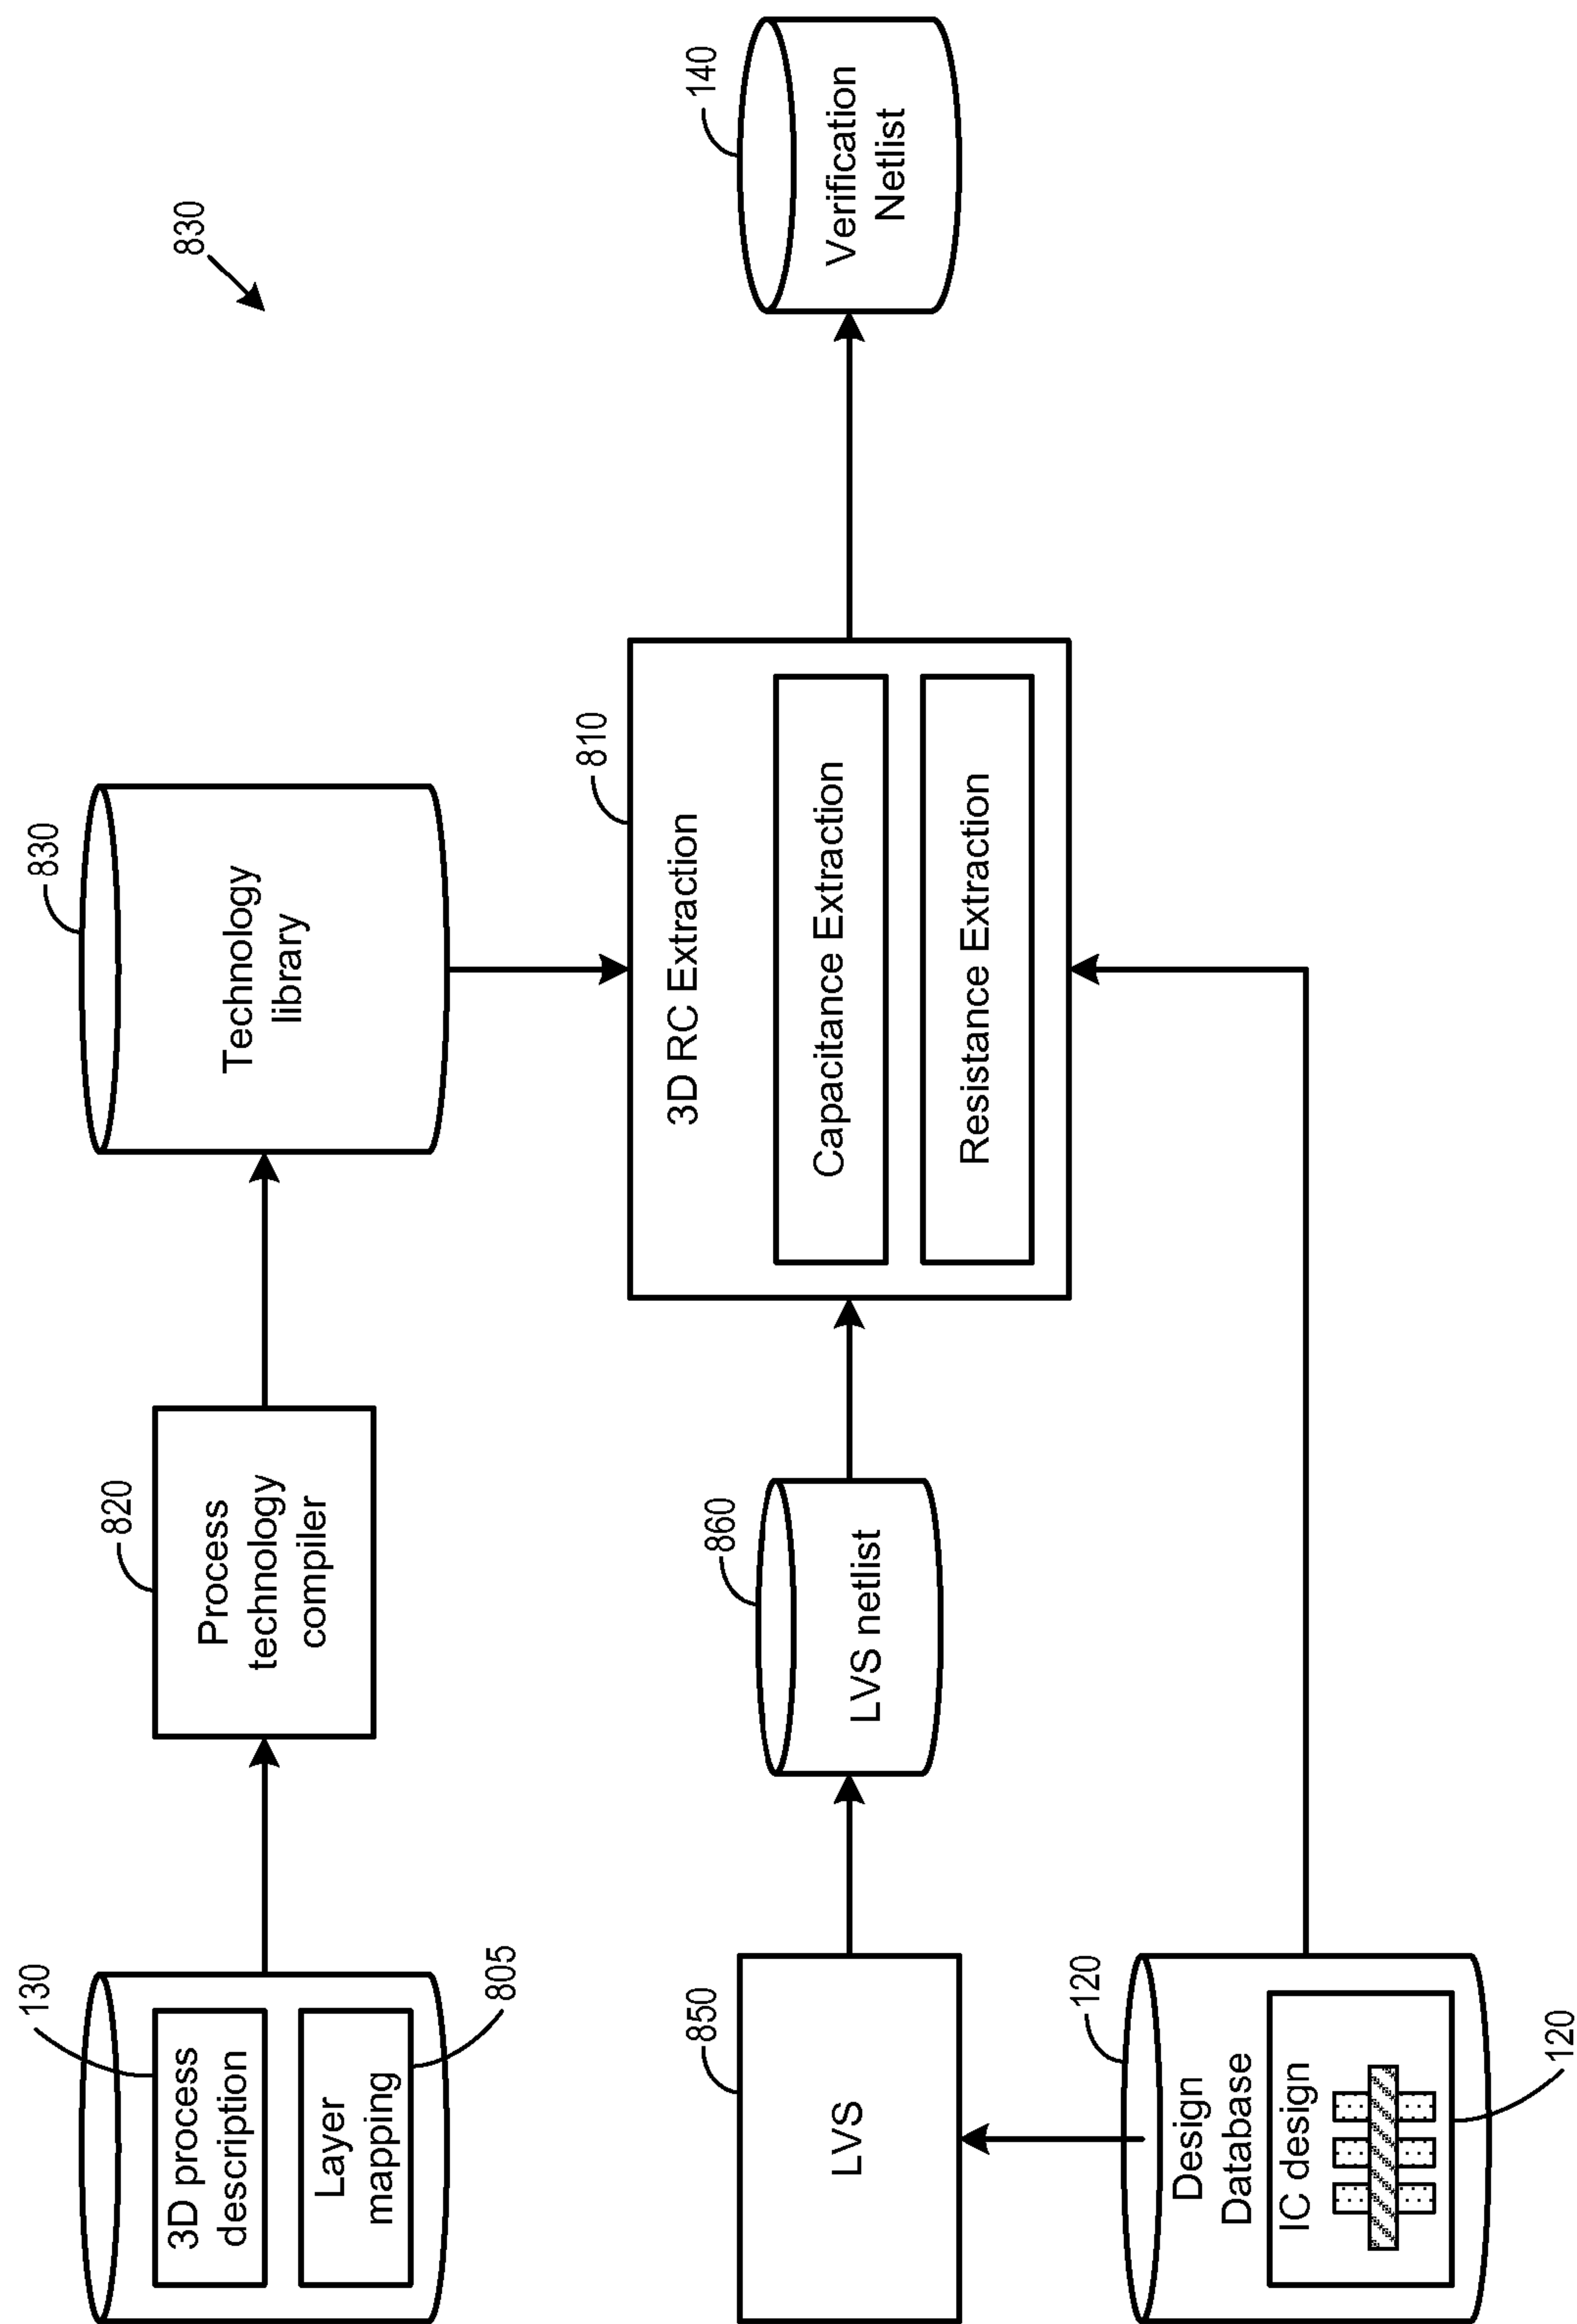 830
130
3D process
description
Layer
mapping
805
820
Process
technology
compiler
830
Technology
library
850
LVS
860
LVS netlist
810
3D RC Extraction
Capacitance Extraction
Resistance Extraction
140
Verification
Netlist
120
Design
Database
IC design
120